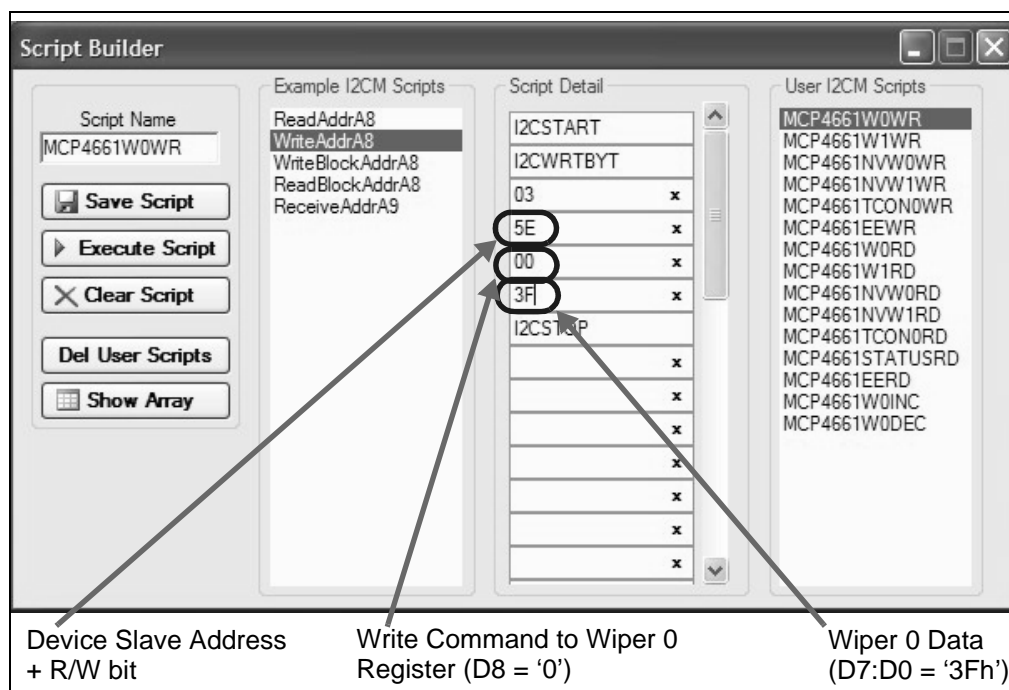 Script Builder
Script Name
MCP4661W0WR
Save Script
Execute Script
Clear Script
Del User Scripts
Show Array
Example I2CM Scripts
ReadAddrA8
WriteAddrA8
WriteBlockAddrA8
ReadBlockAddrA8
ReceiveAddrA9
Script Detail
I2CSTART
I2CWRTBYT
03 x
5E x
00 x
3F x
I2CSTOP
x
x
x
x
x
x
x
User I2CM Scripts
MCP4661W0WR
MCP4661W1WR
MCP4661NVW0WR
MCP4661NVW1WR
MCP4661TCON0WR
MCP4661EEWR
MCP4661W0RD
MCP4661W1RD
MCP4661NVW0RD
MCP4661NVW1RD
MCP4661TCON0RD
MCP4661STATUSRD
MCP4661EERD
MCP4661W0INC
MCP4661W0DEC
Device Slave Address
+ R/W bit
Write Command to Wiper 0
Register (D8 = ‘0’)
Wiper 0 Data
(D7:D0 = ‘3Fh’)